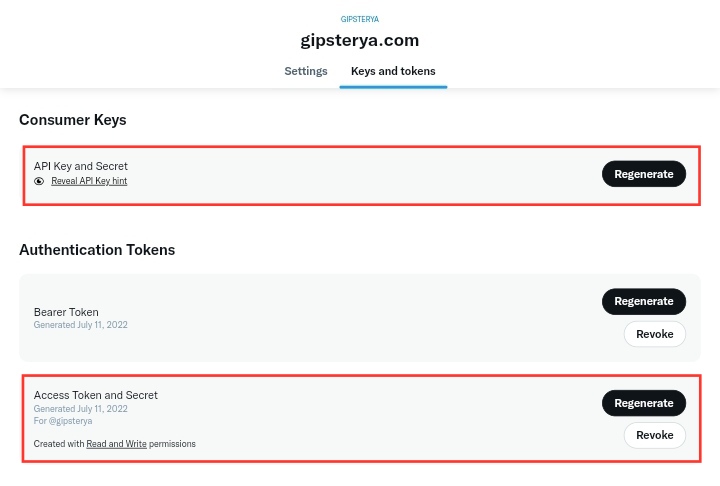 GIPSTERYA
gipsterya.com
Settings
Keys and tokens
Consumer Keys
API Key and Secret
Reveal API Key hint
Regenerate
Authentication Tokens
Bearer Token
Generated July 11, 2022
Regenerate
Revoke
Access Token and Secret
Generated July 11, 2022
For @gipsterya
Created with Read and Write permissions
Regenerate
Revoke